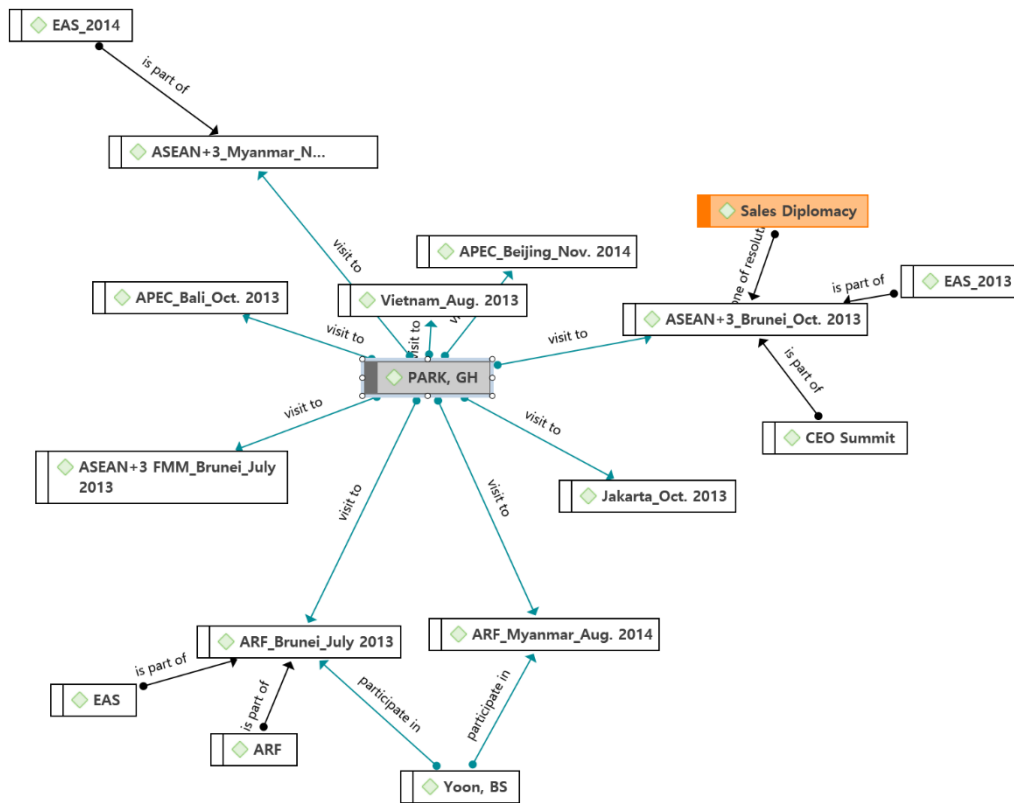 EAS_2014
is part of
ASEAN+3_Myanmar_N...
Sales Diplomacy
visit to
APEC_Beijing_Nov. 2014
one of resoluti
is part of
EAS_2013
APEC_Bali_Oct. 2013
Vietnam_Aug. 2013
ASEAN+3_Brunei_Oct. 2013
visit to
visit to
visit to
PARK, GH
is part of
visit to
CEO Summit
visit to
ASEAN+3 FMM_Brunei_July
2013
Jakarta_Oct. 2013
visit to
visit to
ARF_Brunei_July 2013
ARF_Myanmar_Aug. 2014
is part of
EAS
is part of
participate in
participate in
ARF
Yoon, BS